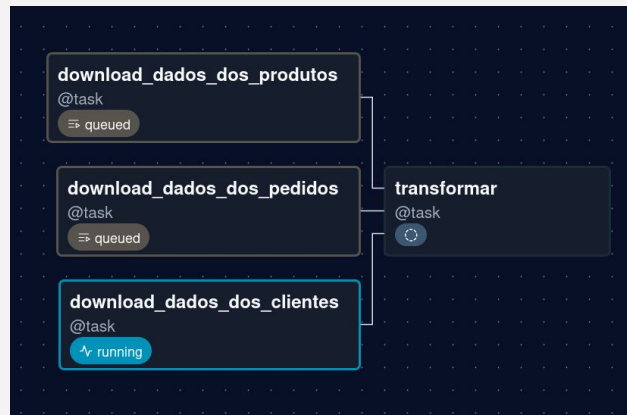 download_dados_dos_produtos
@task
queued
download_dados_dos_pedidos
@task
queued
download_dados_dos_clientes
@task
running
transformar
@task